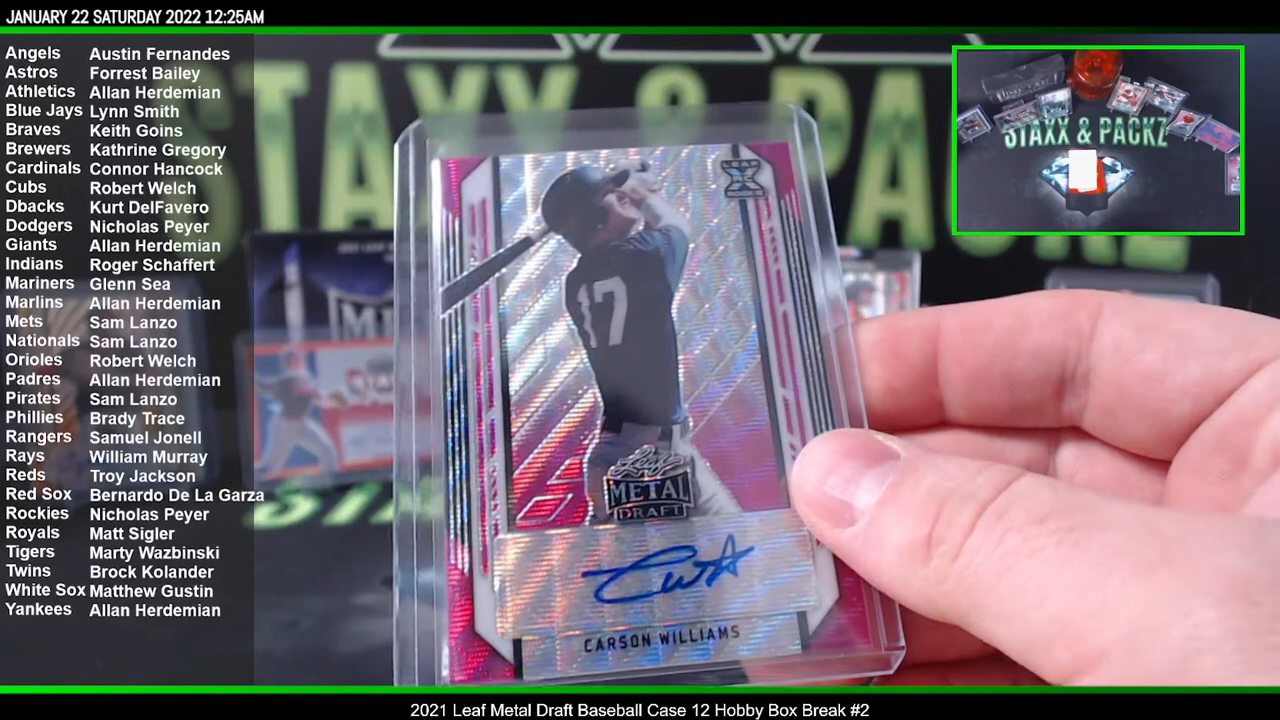 JANUARY 22 SATURDAY 2022 12:25AM
Angels Austin Fernandes
Astros Forrest Bailey
Athletics Allan Herdemian
Blue Jays Lynn Smith
Braves Keith Goins
Brewers Kathrine Gregory
Cardinals Connor Hancock
Cubs Robert Welch
Dbacks Kurt DelFavero
Dodgers Nicholas Peyer
Giants Allan Herdemian
Indians Roger Schaffert
Mariners Glenn Sea
Marlins Allan Herdemian
Mets Sam Lanzo
Nationals Sam Lanzo
Orioles Robert Welch
Padres Allan Herdemian
Pirates Sam Lanzo
Phillies Brady Trace
Rangers Samuel Jonell
Rays William Murray
Reds Troy Jackson
Red Sox Bernardo De La Garza
Rockies Nicholas Peyer
Royals Matt Sigler
Tigers Marty Wazbinski
Twins Brock Kolander
White Sox Matthew Gustin
Yankees Allan Herdemian
STAXX & PACKZ
LEAF
X
17
Leaf
METAL
DRAFT
CARSON WILLIAMS
STAXX & PACKZ
2021 Leaf Metal Draft Baseball Case 12 Hobby Box Break #2